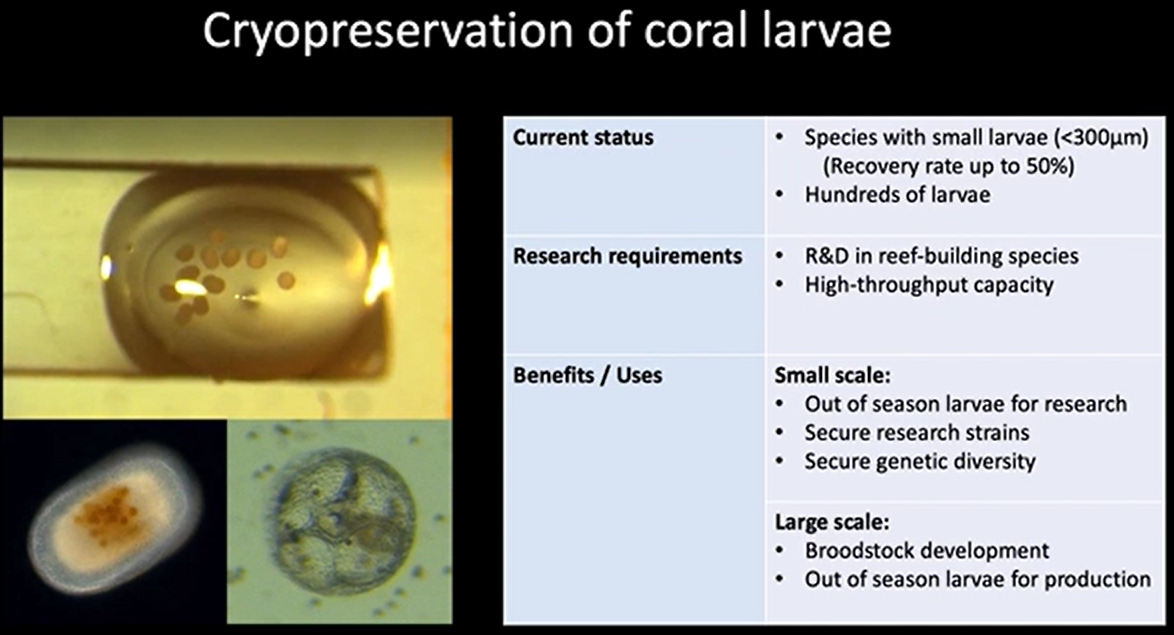 Cryopreservation of coral larvae
Current status
• Species with small larvae (<300µm)
(Recovery rate up to 50%)
• Hundreds of larvae
Research requirements
• R&D in reef-building species
• High-throughput capacity
Benefits / Uses
Small scale:
• Out of season larvae for research
• Secure research strains
• Secure genetic diversity
Large scale:
• Broodstock development
• Out of season larvae for production